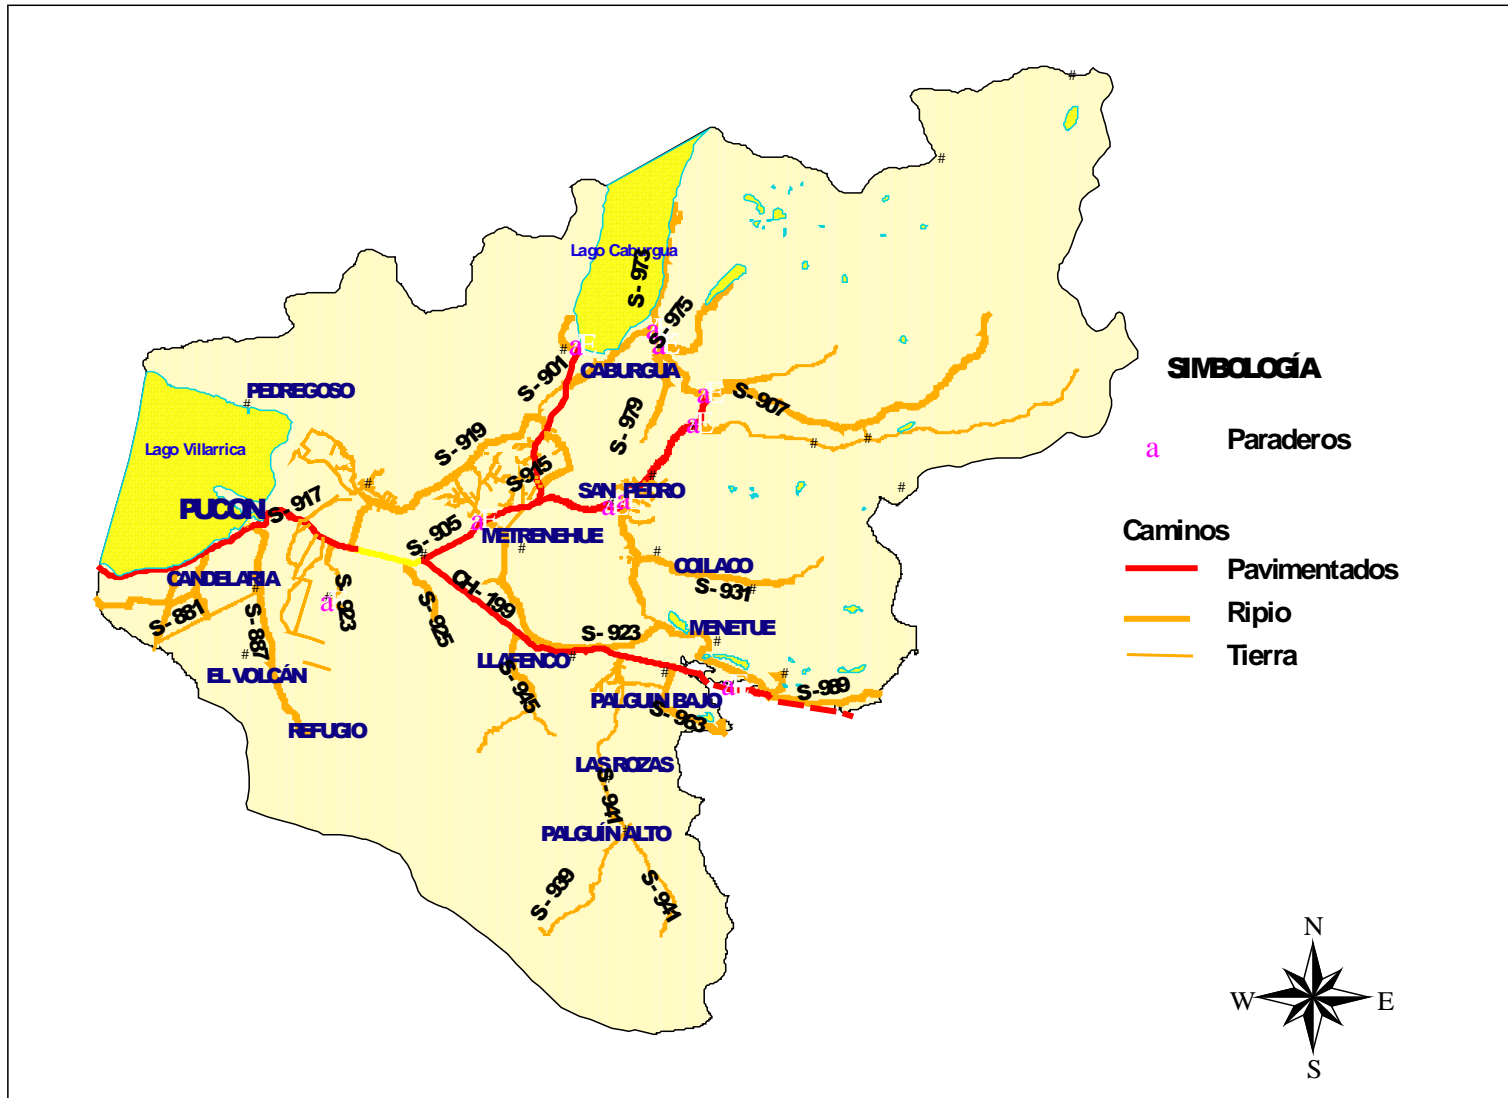 Lago Caburgua
S-973
S-975
a
a
a
S-901
CABURGUA
PEDREGOSO
S-907
a
a
S-979
S-919
Lago Villarrica
S-915
SAN PEDRO
a
a
PUCON
S-917
a
S-905
METRENEHUE
COILACO
S-931
CANDELARIA
S-881
S-887
S-923
a
S-925
CH-199
S-923
MENETUE
LLAFENCO
EL VOLCÁN
S-945
PALGUIN BAJO
a
S-989
S-963
REFUGIO
LAS ROZAS
S-941
PALGUÍN ALTO
S-939
S-941
SIMBOLOGÍA
a Paraderos
Caminos
Pavimentados
Ripio
Tierra
N
W E
S